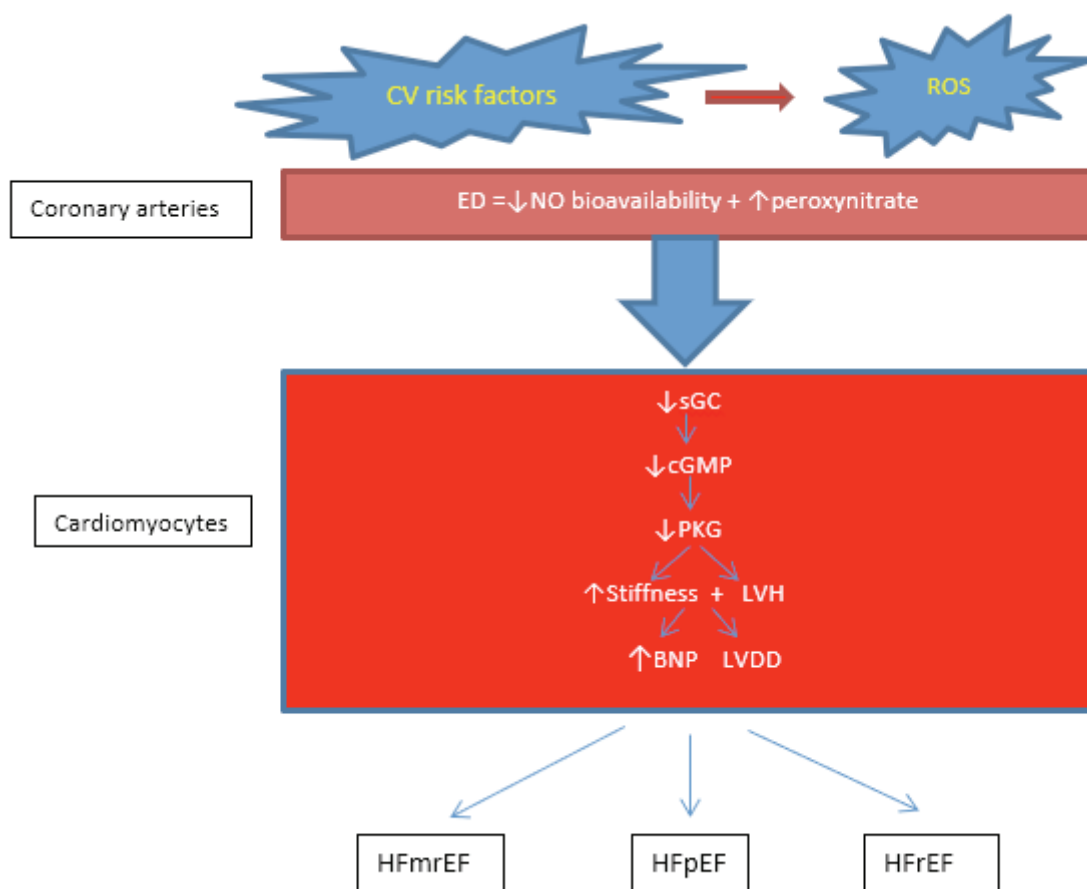 CV risk factors
ROS
Coronary arteries
ED =↓NO bioavailability + ↑peroxynitrate
↓sGC
↓cGMP
Cardiomyocytes
↓PKG
↑Stiffness + LVH
↑BNP LVDD
HFmrEF
HFpEF
HFrEF